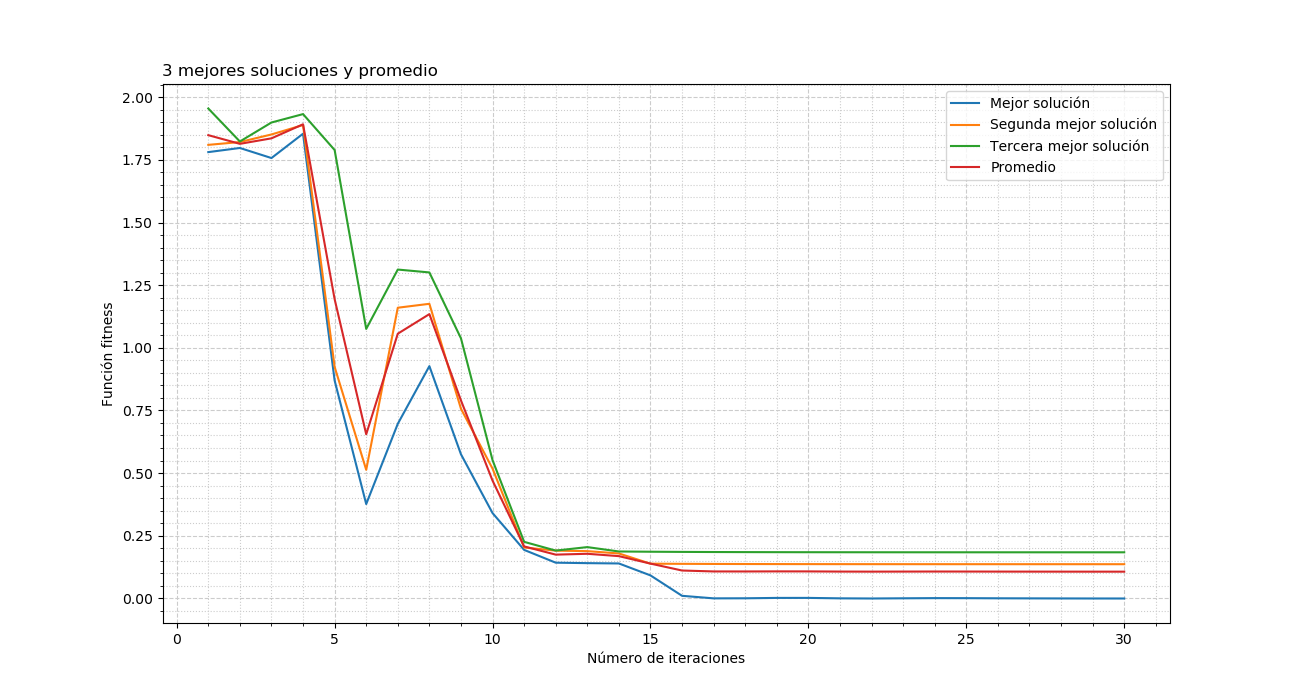 3 mejores soluciones y promedio
Mejor solución
Segunda mejor solución
Tercera mejor solución
Promedio
2.00
1.75
1.50
1.25
1.00
0.75
0.50
0.25
0.00
Función fitness
0 5 10 15 20 25 30
Número de iteraciones